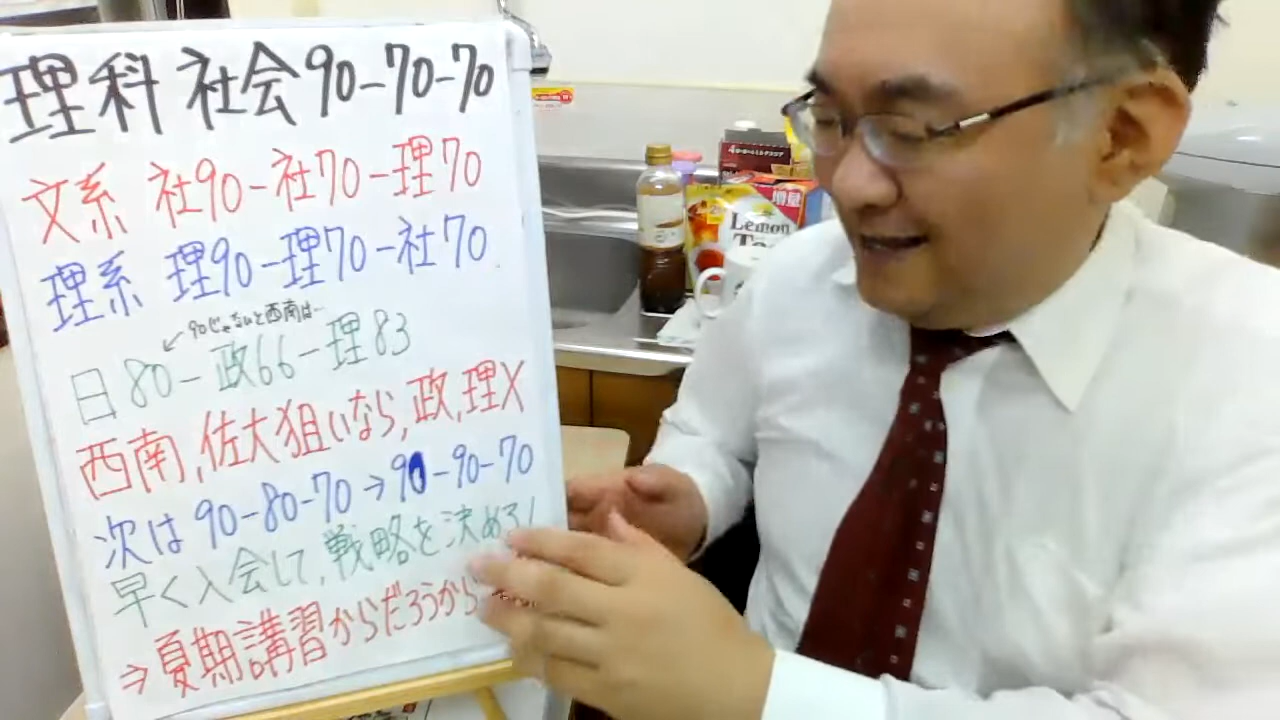 理科 社会90-70-70
文系 社90-社70-理70
理系 理90-理70-社70
↙90じゃないと西南は…
日80-政66-理83
西南,佐大狙いなら,政,理X
次は 90-80-70→90-90-70
早く入会して,戦略を決めろ!
⇒夏期講習からだろうから
Lemon
増量